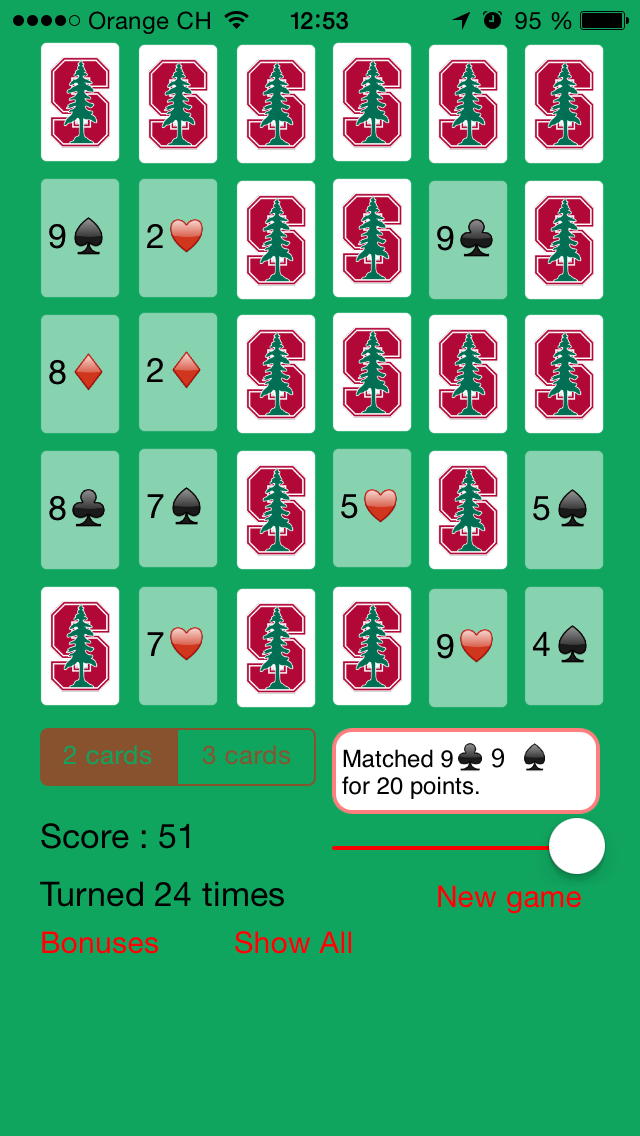 Orange CH 12:53 95 %
S S S S S S
9♠ 2♥ S S 9♣ S
8♦ 2♦ S S S S
8♣ 7♠ S 5♥ S 5♠
S 7♥ S S 9♥ 4♠
2 cards 3 cards
Matched 9♣ 9 ♠
for 20 points.
Score : 51
Turned 24 times
New game
Bonuses Show All